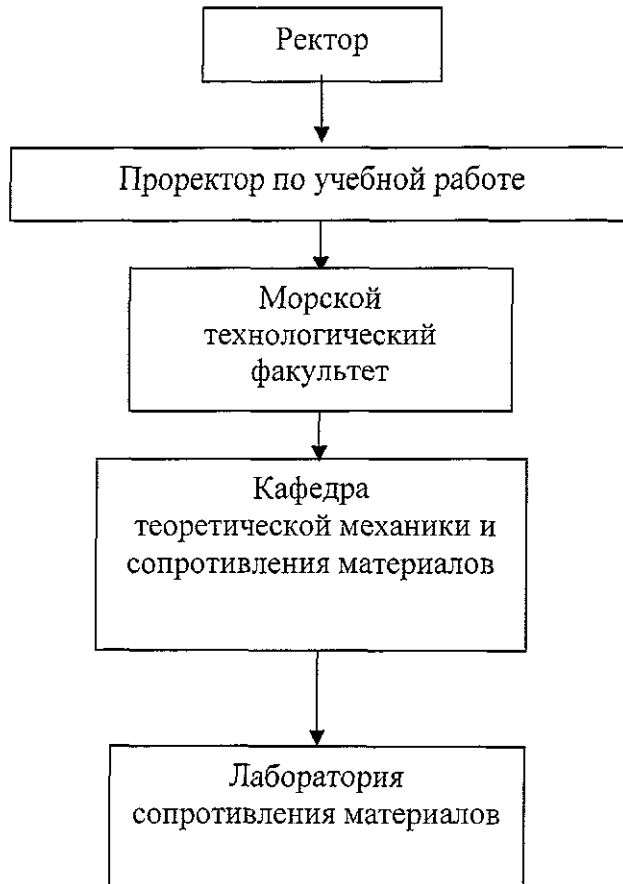 Ректор
Проректор по учебной работе
Морской
технологический
факультет
Кафедра
теоретической механики и
сопротивления материалов
Лаборатория
сопротивления материалов